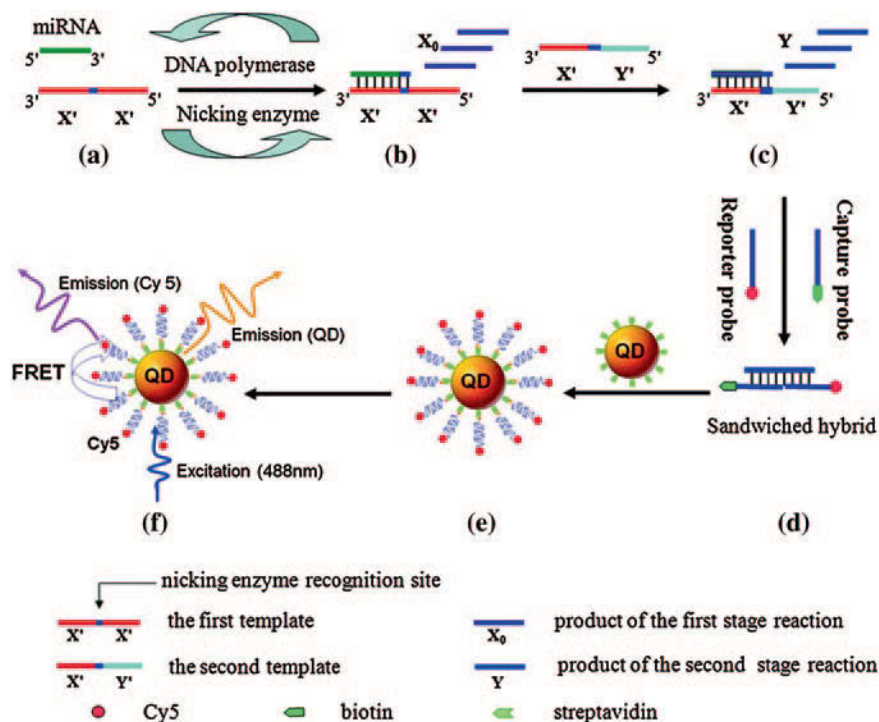 miRNA
5' 3'
3' 5'
X' X'
(a)
DNA polymerase
Nicking enzyme
X₀
3' 5'
X' X'
(b)
3' 5'
X' Y'
Y
3' 5'
X' Y'
(c)
Reporter probe
Capture probe
Sandwiched hybrid
(d)
QD
QD
(e)
Emission (Cy 5)
Emission (QD)
FRET
QD
Cy5
Excitation (488nm)
(f)
nicking enzyme recognition site
X' X'
the first template
X₀
product of the first stage reaction
X' Y'
the second template
Y
product of the second stage reaction
Cy5
biotin
streptavidin